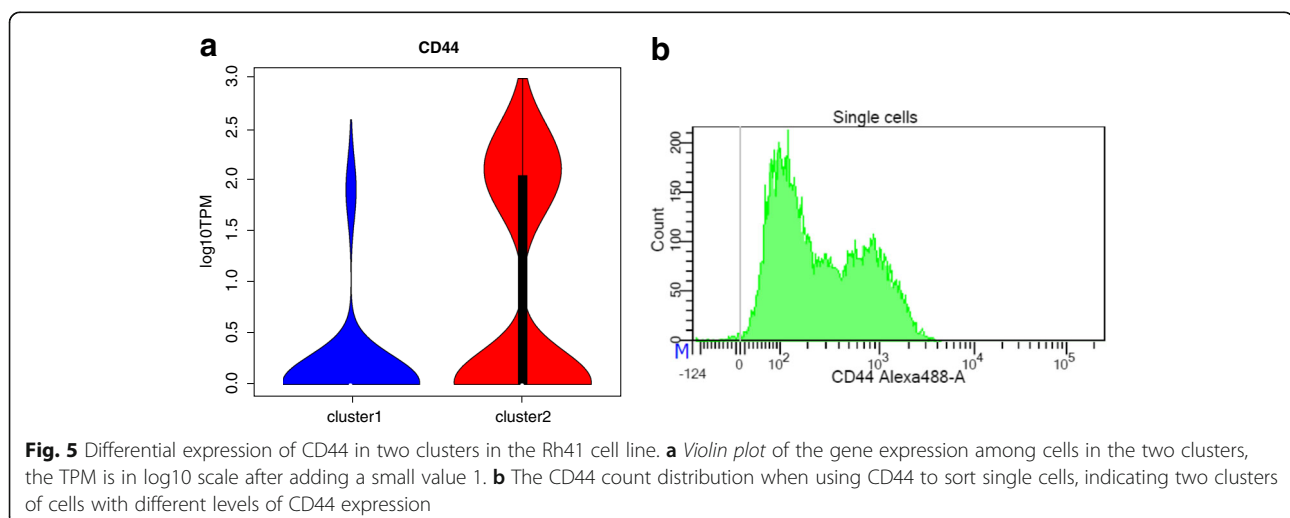 a
CD44
3.0
2.5
2.0
1.5
1.0
0.5
0.0
log10TPM
cluster1 cluster2
b
Single cells
200
150
100
50
0
Count
M
-124 0 10² 10³ 10⁴ 10⁵
CD44 Alexa488-A
Fig. 5 Differential expression of CD44 in two clusters in the Rh41 cell line. a Violin plot of the gene expression among cells in the two clusters,
the TPM is in log10 scale after adding a small value 1. b The CD44 count distribution when using CD44 to sort single cells, indicating two clusters
of cells with different levels of CD44 expression